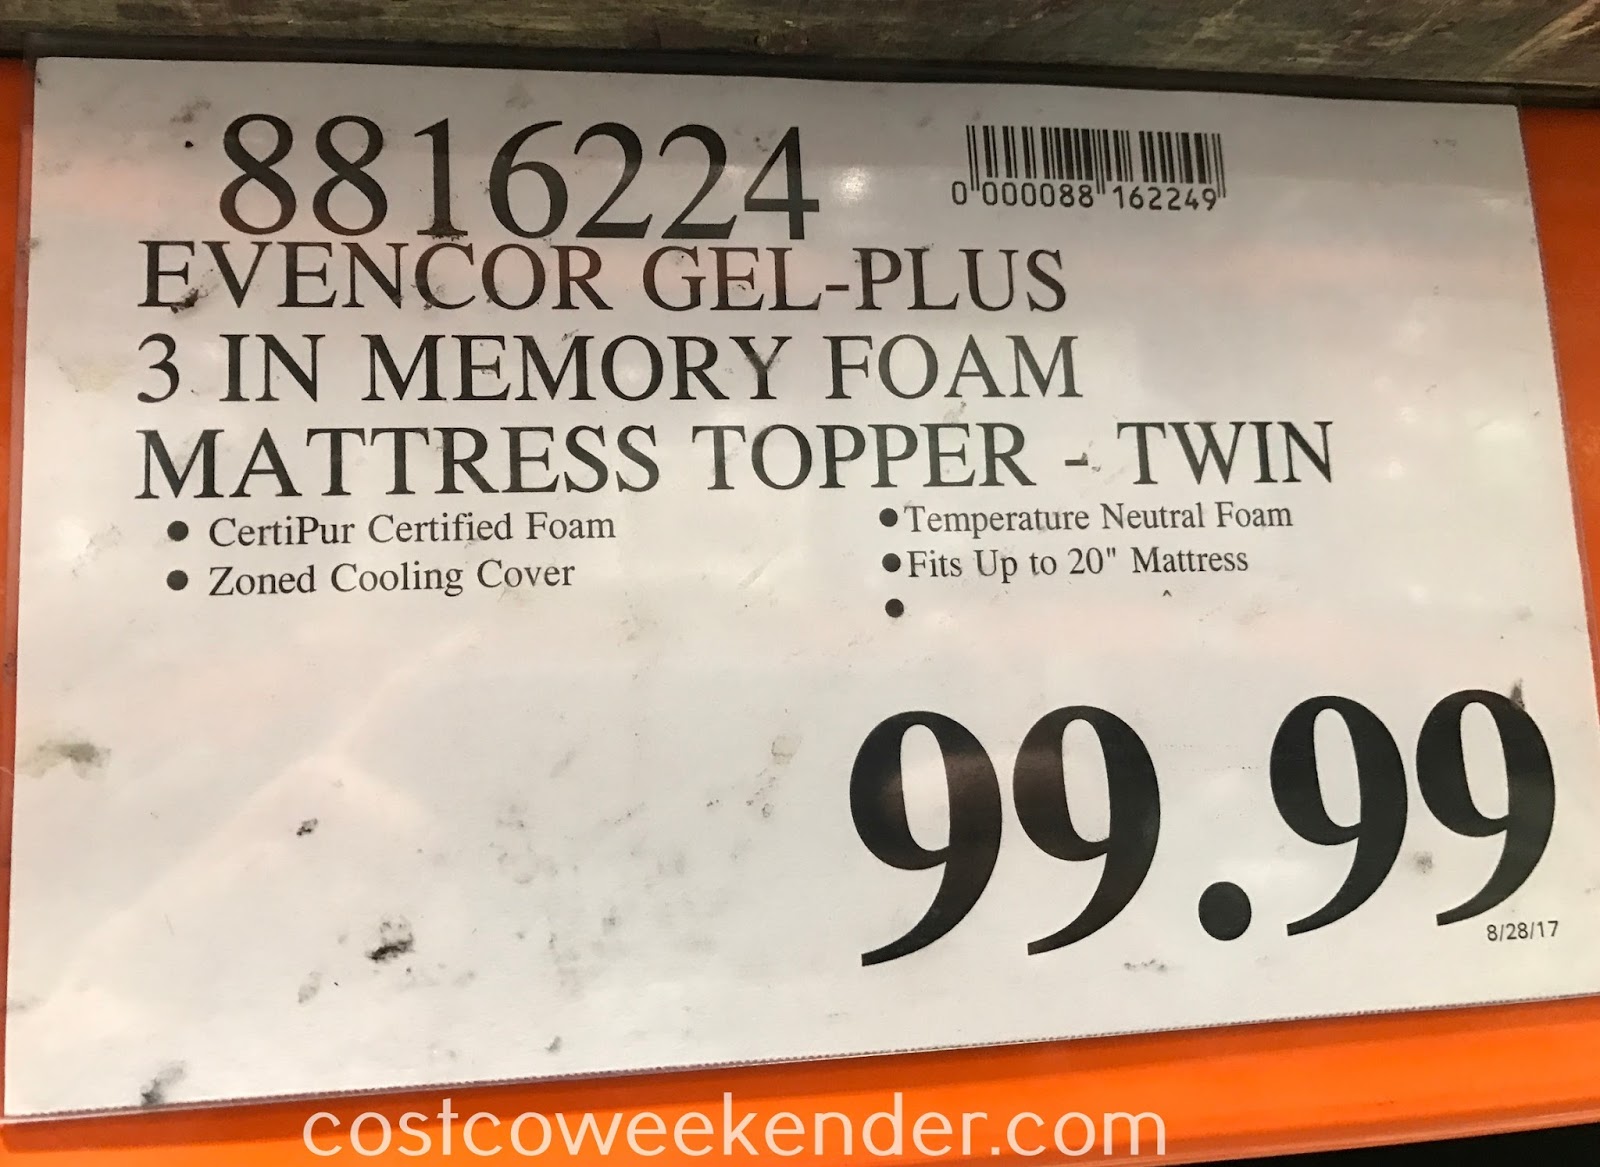 8816224
0 000088 162249
EVENCOR GEL-PLUS
3 IN MEMORY FOAM
MATTRESS TOPPER - TWIN
• CertiPur Certified Foam
• Zoned Cooling Cover
• Temperature Neutral Foam
• Fits Up to 20" Mattress
•
99.99
8/28/17
costcoweekender.com